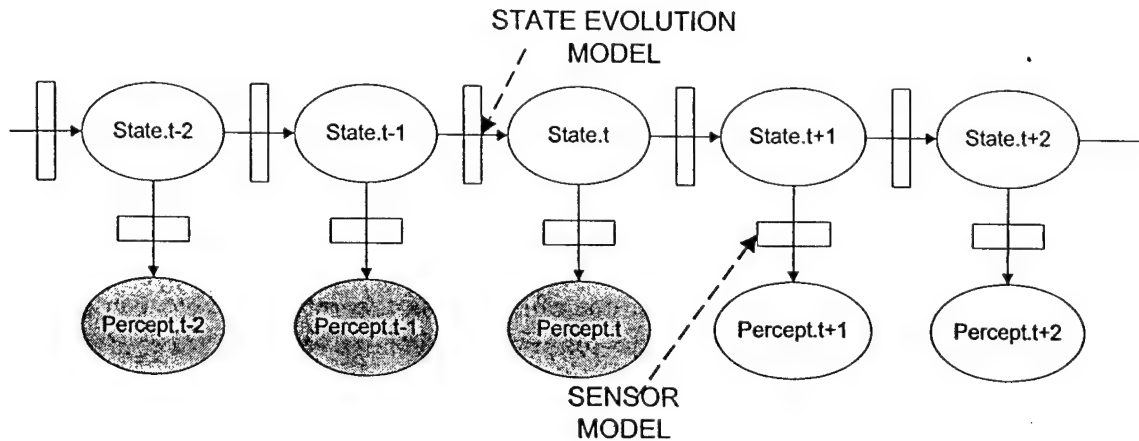 STATE EVOLUTION
MODEL
State.t-2
State.t-1
State.t
State.t+1
State.t+2
Percept.t-2
Percept.t-1
Percept.t
Percept.t+1
Percept.t+2
SENSOR
MODEL